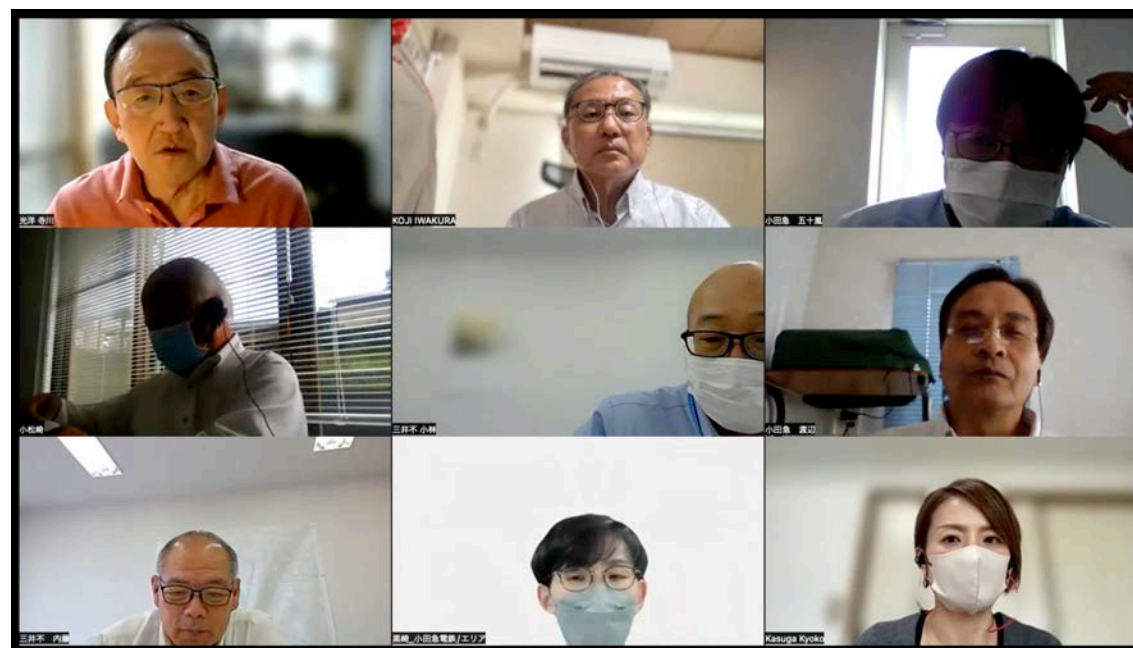 光洋 寺川
KOJI IWAKURA
小田急 五十嵐
小松崎
三井不 小林
小田急 渡辺
三井不 内藤
黒崎_小田急電鉄/エリア
Kasuga Kyoko